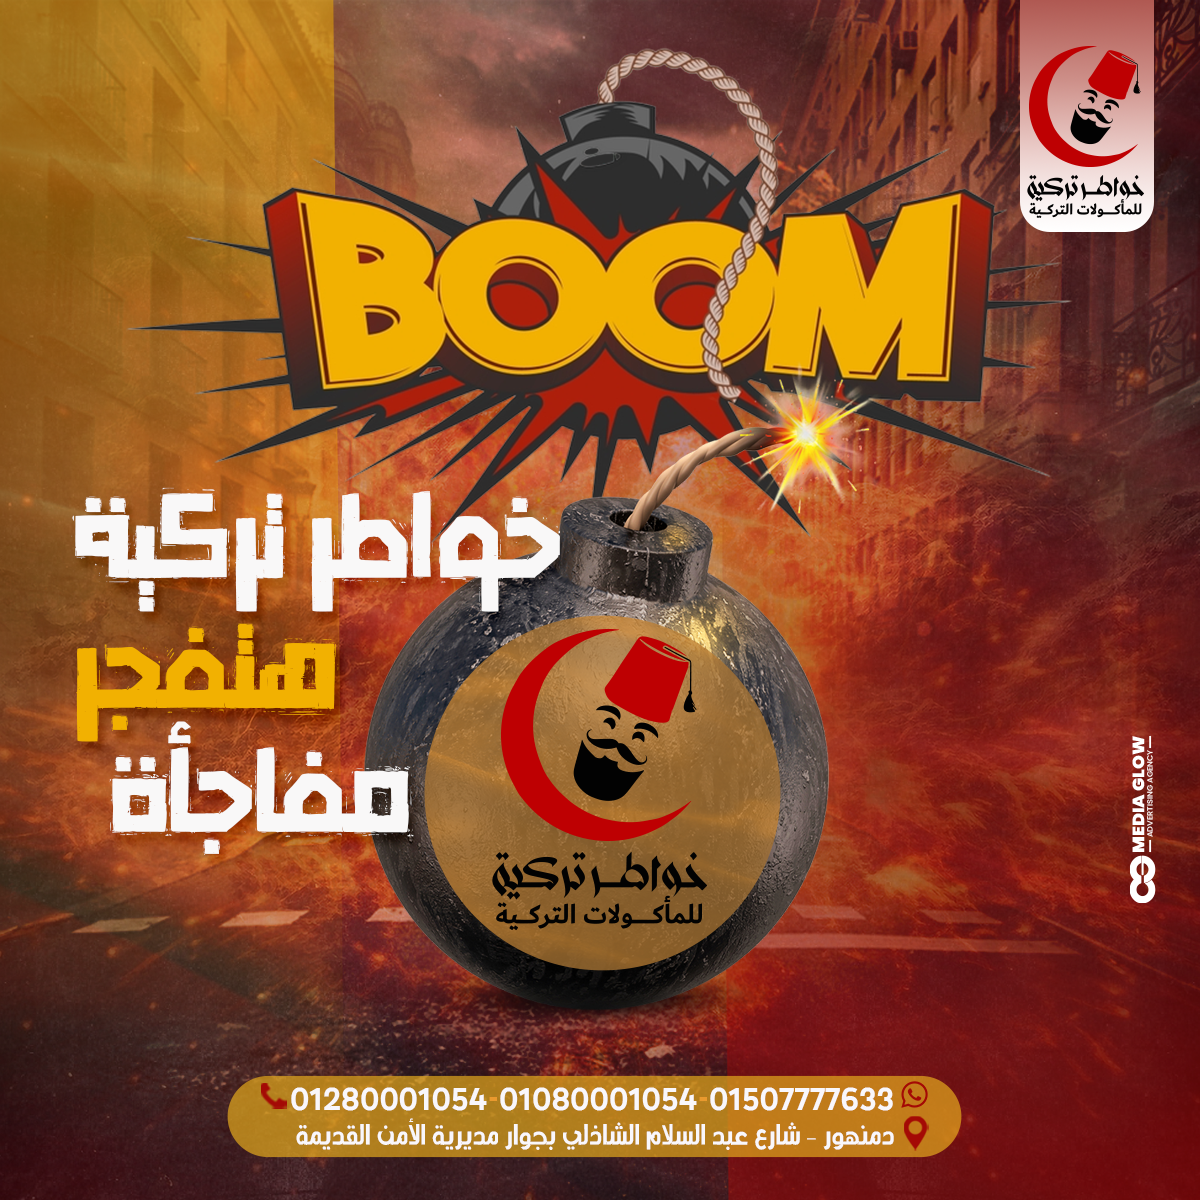 خواطر تركية
للمأكولات التركية
BOOM
خواطر تركية
هتفجر
مفاجأة
خواطر تركية
للمأكولات التركية
MEDIA GLOW
ADVERTISING AGENCY
01280001054-01080001054-01507777633
دمنهور - شارع عبد السلام الشاذلي بجوار مديرية الأمن القديمة